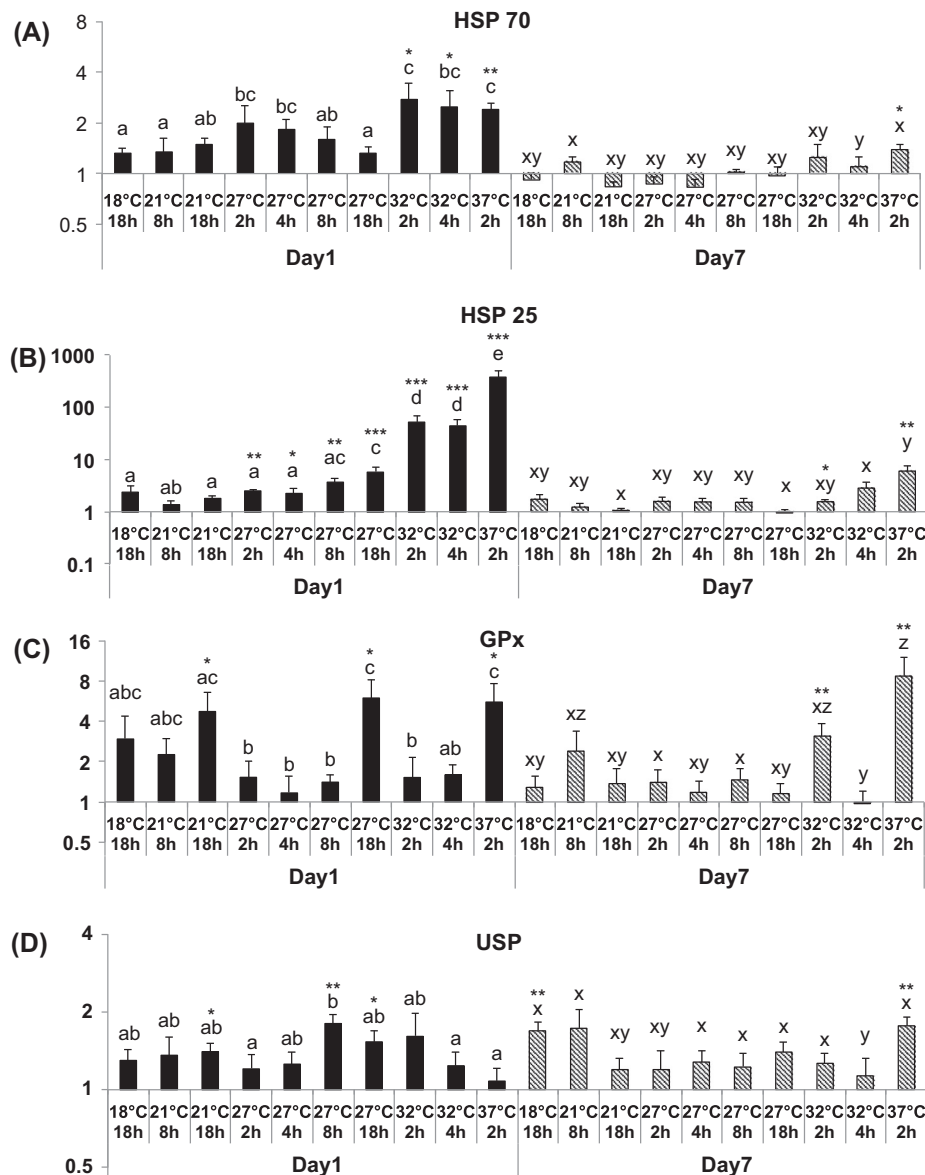 (A)
HSP 70
8
4
2
1
0.5
* * **
a a ab bc bc ab a c bc c
*
xy x xy xy xy xy xy xy y x
18°C 21°C 21°C 27°C 27°C 27°C 27°C 32°C 32°C 37°C 18°C 21°C 21°C 27°C 27°C 27°C 27°C 32°C 32°C 37°C
18h 8h 18h 2h 4h 8h 18h 2h 4h 2h 18h 8h 18h 2h 4h 8h 18h 2h 4h 2h
Day1 Day7
(B)
HSP 25
1000
100
10
1
0.1
** * ** *** *** *** ***
a ab a a a ac c d d e
* **
xy xy x xy xy xy x xy x y
18°C 21°C 21°C 27°C 27°C 27°C 27°C 32°C 32°C 37°C 18°C 21°C 21°C 27°C 27°C 27°C 27°C 32°C 32°C 37°C
18h 8h 18h 2h 4h 8h 18h 2h 4h 2h 18h 8h 18h 2h 4h 8h 18h 2h 4h 2h
Day1 Day7
(C)
GPx
16
8
4
2
1
0.5
* * *
abc abc ac b b b c b ab c
** **
xy xz xy x xy x xy xz y z
18°C 21°C 21°C 27°C 27°C 27°C 27°C 32°C 32°C 37°C 18°C 21°C 21°C 27°C 27°C 27°C 27°C 32°C 32°C 37°C
18h 8h 18h 2h 4h 8h 18h 2h 4h 2h 18h 8h 18h 2h 4h 8h 18h 2h 4h 2h
Day1 Day7
(D)
USP
4
2
1
0.5
* ** *
ab ab ab a ab b ab ab a a
** **
x x xy xy x x x x y x
18°C 21°C 21°C 27°C 27°C 27°C 27°C 32°C 32°C 37°C 18°C 21°C 21°C 27°C 27°C 27°C 27°C 32°C 32°C 37°C
18h 8h 18h 2h 4h 8h 18h 2h 4h 2h 18h 8h 18h 2h 4h 8h 18h 2h 4h 2h
Day1 Day7